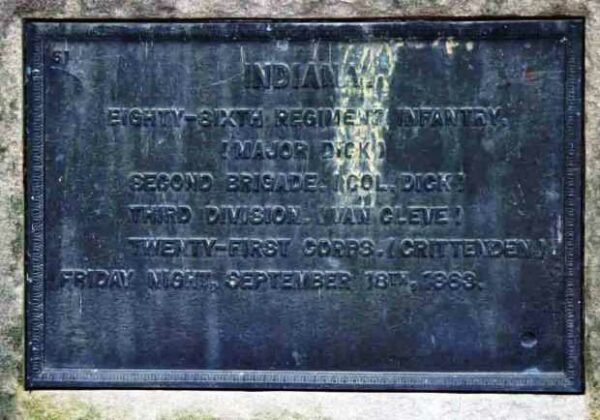 51
INDIANA.
EIGHTY-SIXTH REGIMENT INFANTRY.
(MAJOR DICK)
SECOND BRIGADE. (COL. DICK)
THIRD DIVISION. (VAN CLEVE)
TWENTY-FIRST CORPS. (CRITTENDEN)
FRIDAY NIGHT, SEPTEMBER 18TH, 1863.